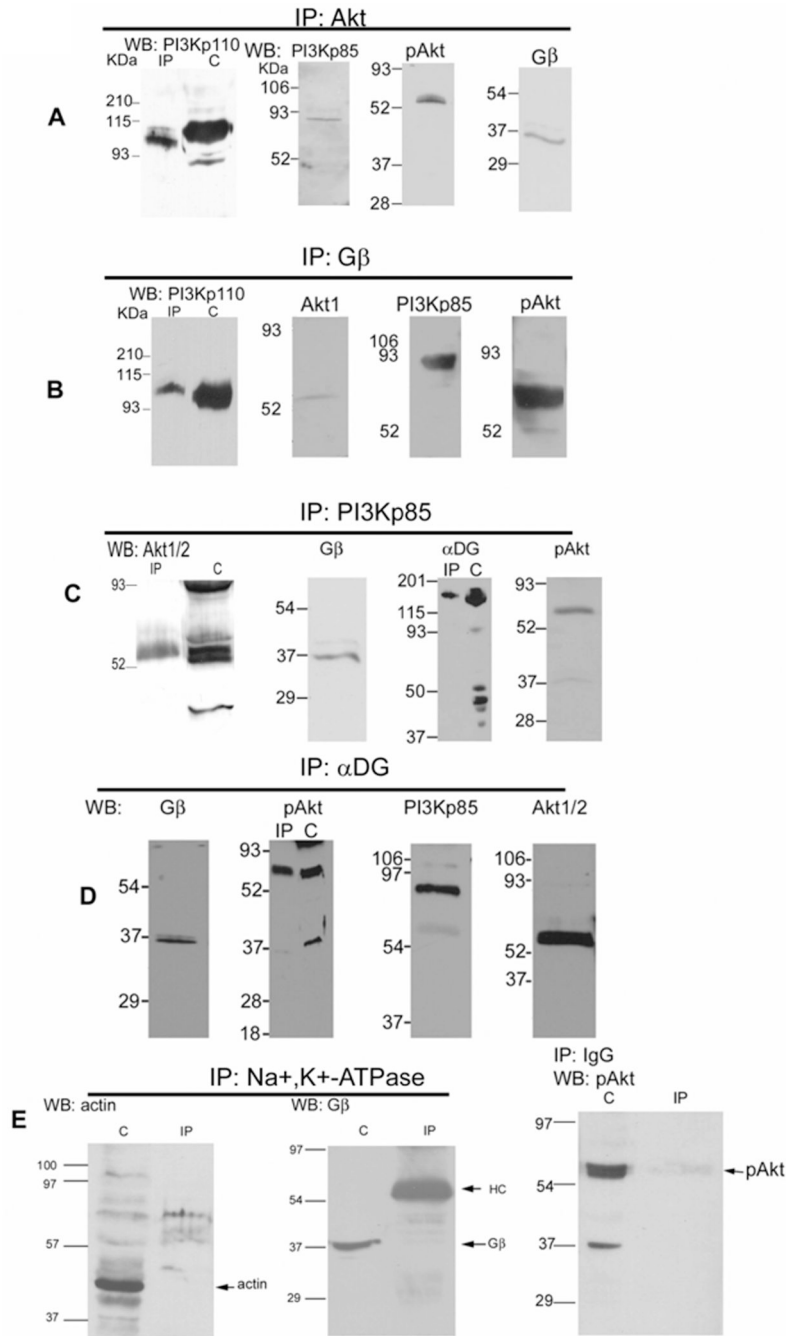 IP: Akt
WB: PI3Kp110
KDa IP C
210
115
93
WB: PI3Kp85
KDa
106
93
52
pAkt
93
52
37
28
Gβ
54
37
29
A
IP: Gβ
WB: PI3Kp110
KDa IP C
210
115
93
Akt1
93
52
PI3Kp85
106
93
52
pAkt
93
52
B
IP: PI3Kp85
WB: Akt1/2
IP C
93
52
Gβ
54
37
29
αDG
IP C
201
115
93
50
37
pAkt
93
52
37
28
C
IP: αDG
WB: Gβ
54
37
29
pAkt
IP C
93
52
37
28
18
PI3Kp85
106
97
54
37
Akt1/2
106
93
52
37
D
IP: Na+,K+-ATPase
E
WB: actin
C IP
100
97
57
37
actin
WB: Gβ
C IP
97
54
37
29
HC
Gβ
IP: IgG
WB: pAkt
C IP
97
54
37
29
pAkt